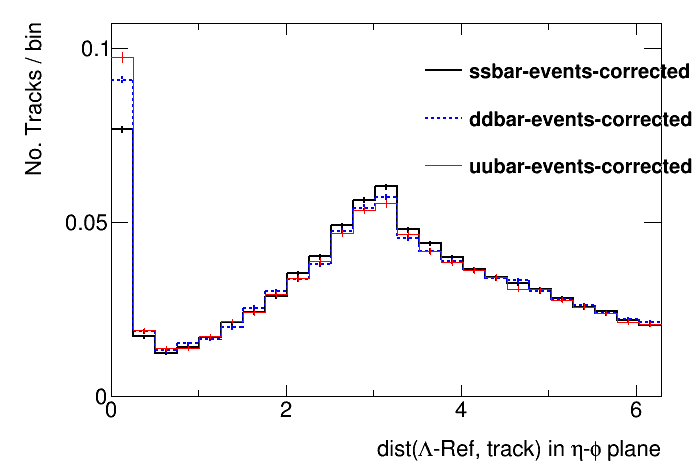 No. Tracks / bin
0.1
0.05
0
ssbar-events-corrected
ddbar-events-corrected
uubar-events-corrected
0 2 4 6
dist(Λ-Ref, track) in η-ϕ plane